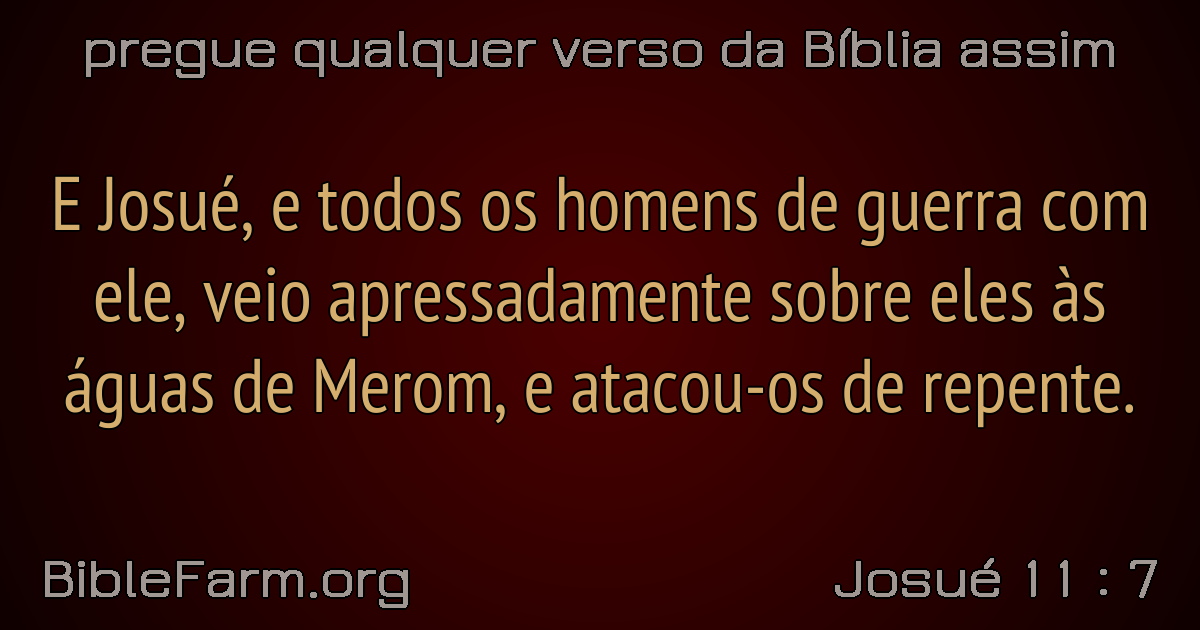 pregue qualquer verso da Bíblia assim
E Josué, e todos os homens de guerra com
ele, veio apressadamente sobre eles às
águas de Merom, e atacou-os de repente.
BibleFarm.org
Josué 11 : 7